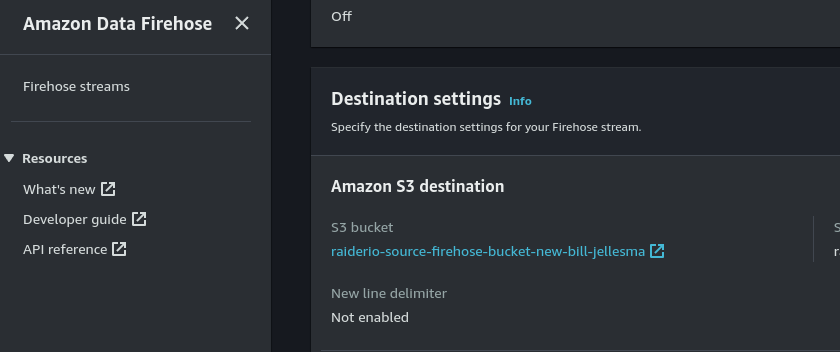 Amazon Data Firehose
Firehose streams
Resources
What's new
Developer guide
API reference
Off
Destination settings Info
Specify the destination settings for your Firehose stream.
Amazon S3 destination
S3 bucket
raiderio-source-firehose-bucket-new-bill-jellesma
New line delimiter
Not enabled